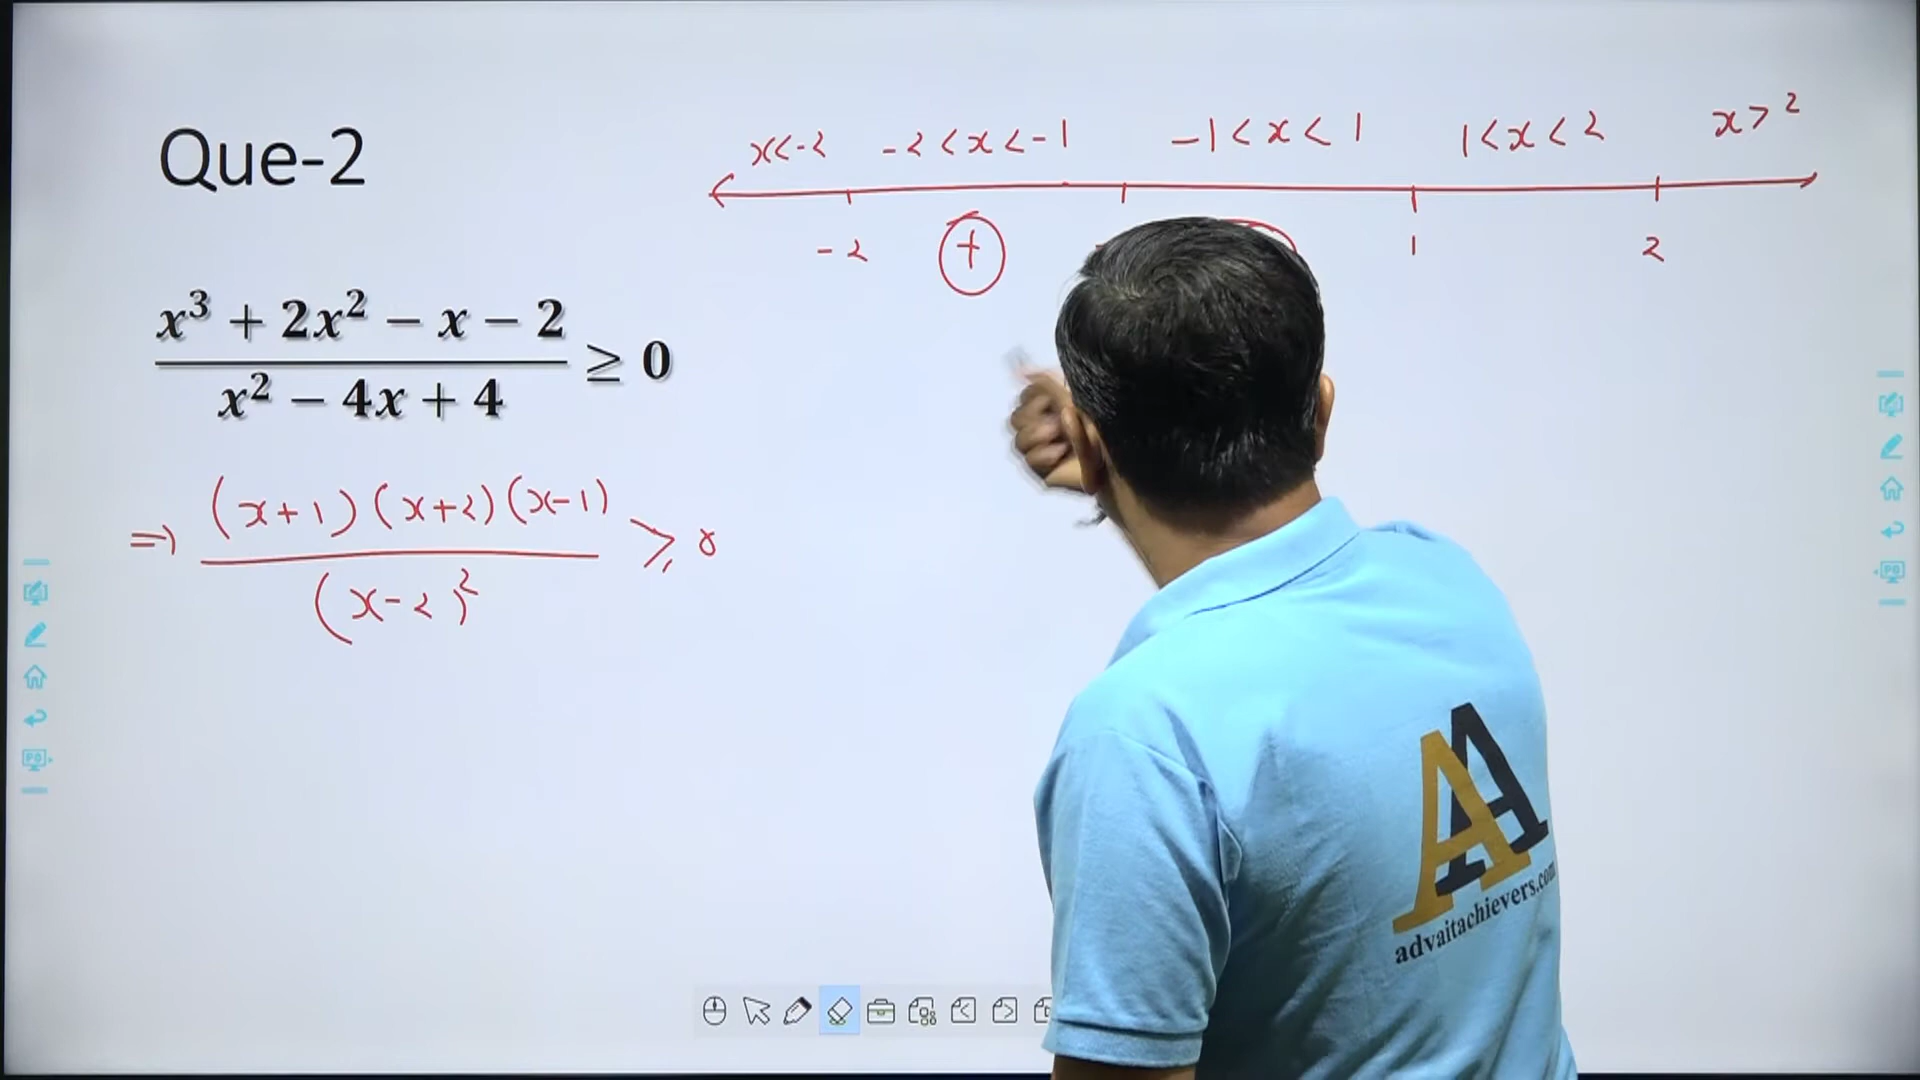 Que-2
x<-2 -2<x<-1 -1<x<1 1<x<2 x>2
-2 + 1 2
x³ + 2x² − x − 2
x² − 4x + 4
≥ 0
⇒ (x+1)(x+2)(x-1)
(x-2)²
≥ 0
AA
advaitachievers.com